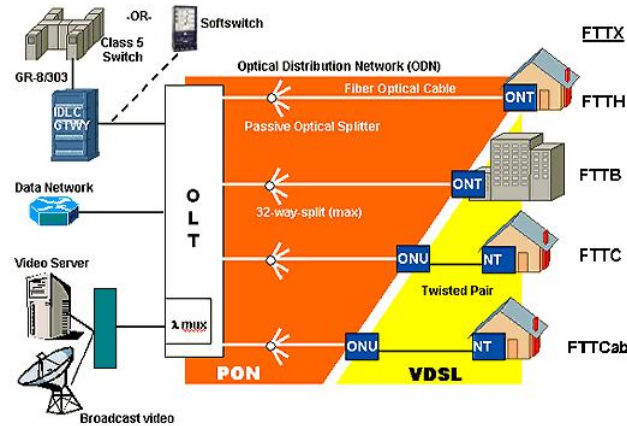 -OR-
Softswitch
Class 5
Switch
GR-8/303
IDLC
GTWY
Data Network
Video Server
Broadcast video
OLT
λ mux
Optical Distribution Network (ODN)
Fiber Optical Cable
Passive Optical Splitter
32-way-split (max)
ONT
ONT
ONU
NT
Twisted Pair
ONU
NT
PON
VDSL
FTTX
FTTH
FTTB
FTTC
FTTCab